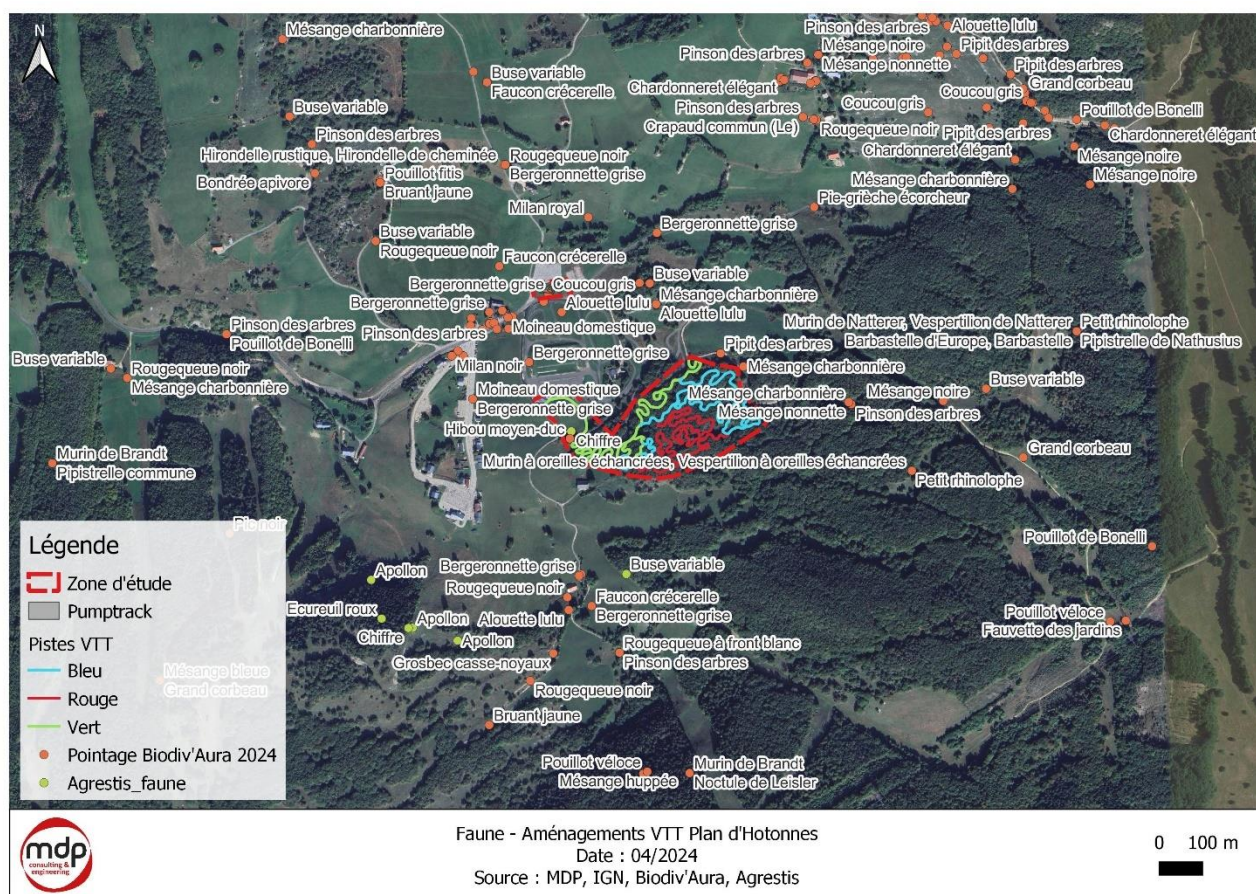 N
Mésange charbonnière
Pinson des arbres
Alouette lulu
Mésange noire
Pipit des arbres
Pinson des arbres
Mésange nonnette
Pipit des arbres
Buse variable
Faucon crécerelle
Chardonneret élégant
Grand corbeau
Buse variable
Pinson des arbres
Coucou gris
Coucou gris
Pouillot de Bonelli
Crapaud commun (Le)
Rougequeue noir
Pipit des arbres
Chardonneret élégant
Pinson des arbres
Hirondelle rustique, Hirondelle de cheminée
Rougequeue noir
Bergeronnette grise
Chardonneret élégant
Mésange noire
Mésange noire
Bondrée apivore
Pouillot fitis
Bruant jaune
Mésange charbonnière
Pie-grièche écorcheur
Milan royal
Bergeronnette grise
Buse variable
Rougequeue noir
Faucon crécerelle
Bergeronnette grise
Coucou gris
Buse variable
Bergeronnette grise
Alouette lulu
Mésange charbonnière
Alouette lulu
Pinson des arbres
Moineau domestique
Murin de Natterer, Vespertilion de Natterer
Petit rhinolophe
Barbastelle d'Europe, Barbastelle
Pipistrelle de Nathusius
Pinson des arbres
Pouillot de Bonelli
Buse variable
Rougequeue noir
Mésange charbonnière
Milan noir
Bergeronnette grise
Pipit des arbres
Mésange charbonnière
Moineau domestique
Bergeronnette grise
Mésange charbonnière
Mésange nonnette
Mésange noire
Pinson des arbres
Buse variable
Hibou moyen-duc
Chiffre
Murin à oreilles échancrées, Vespertilion à oreilles échancrées
Grand corbeau
Petit rhinolophe
Murin de Brandt
Pipistrelle commune
Pic noir
Pouillot de Bonelli
Apollon
Bergeronnette grise
Rougequeue noir
Buse variable
Ecureuil roux
Apollon
Chiffre
Apollon
Alouette lulu
Faucon crécerelle
Bergeronnette grise
Pouillot véloce
Fauvette des jardins
Grosbec casse-noyaux
Rougequeue à front blanc
Pinson des arbres
Rougequeue noir
Mésange bleue
Grand corbeau
Bruant jaune
Pouillot véloce
Mésange huppée
Murin de Brandt
Noctule de Leisler
Légende
Zone d'étude
Pumptrack
Pistes VTT
Bleu
Rouge
Vert
Pointage Biodiv'Aura 2024
Agrestis_faune
mdp
consulting &
engineering
Faune - Aménagements VTT Plan d'Hotonnes
Date : 04/2024
Source : MDP, IGN, Biodiv'Aura, Agrestis
0 100 m